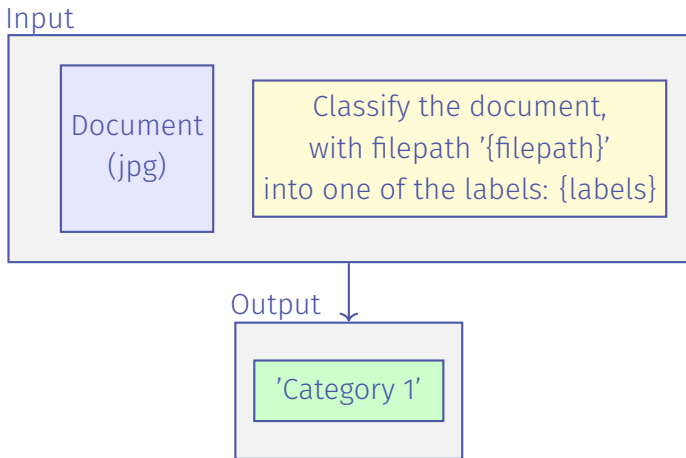 Input
Document
(jpg)
Classify the document,
with filepath ’{filepath}’
into one of the labels: {labels}
Output
’Category 1’